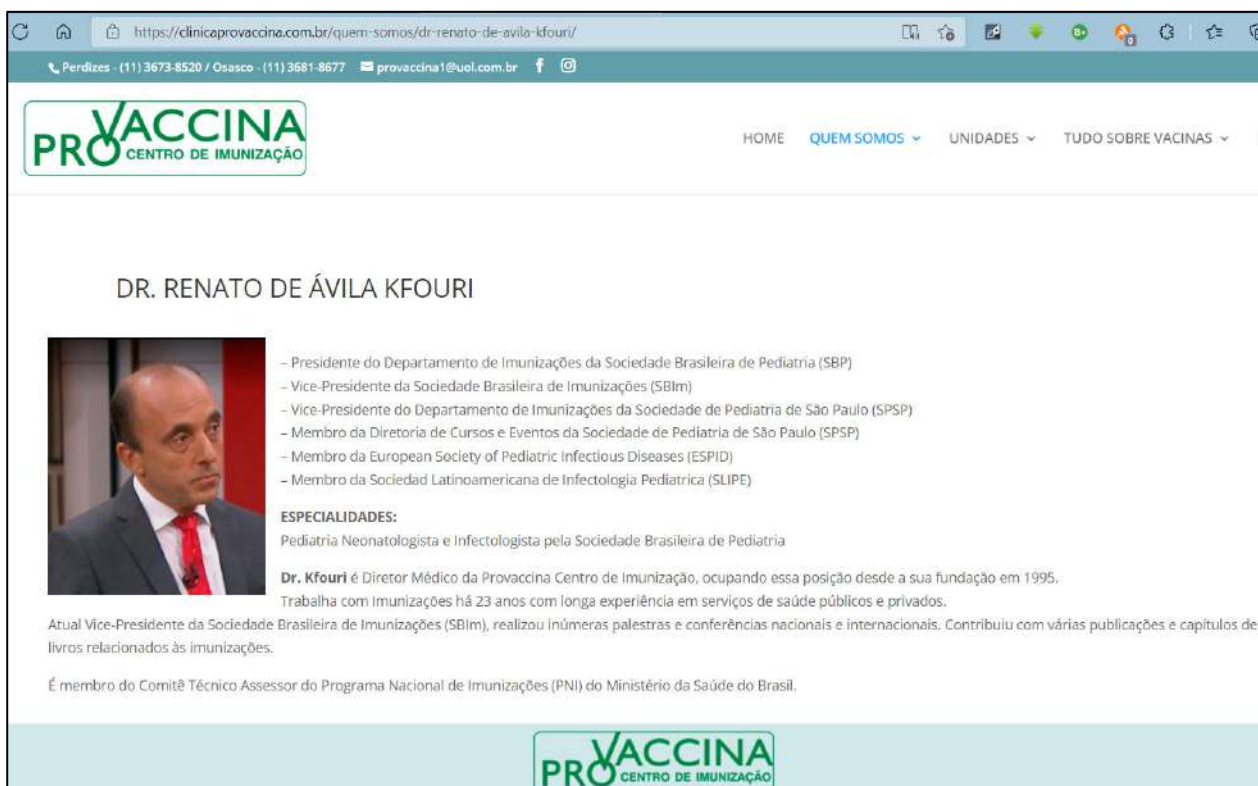 https://clinicaprovaccina.com.br/quem-somos/dr-renato-de-avila-kfouri/
Perdizes - (11) 3673-8520 / Osasco - (11) 3681-8677 provaccina1@uol.com.br
PROVACCINA
CENTRO DE IMUNIZAÇÃO
HOME QUEM SOMOS UNIDADES TUDO SOBRE VACINAS
DR. RENATO DE ÁVILA KFOURI
– Presidente do Departamento de Imunizações da Sociedade Brasileira de Pediatria (SBP)
– Vice-Presidente da Sociedade Brasileira de Imunizações (SBIm)
– Vice-Presidente do Departamento de Imunizações da Sociedade de Pediatria de São Paulo (SPSP)
– Membro da Diretoria de Cursos e Eventos da Sociedade de Pediatria de São Paulo (SPSP)
– Membro da European Society of Pediatric Infectious Diseases (ESPID)
– Membro da Sociedad Latinoamericana de Infectologia Pediatrica (SLIPE)
ESPECIALIDADES:
Pediatria Neonatologista e Infectologista pela Sociedade Brasileira de Pediatria
Dr. Kfouri é Diretor Médico da Provaccina Centro de Imunização, ocupando essa posição desde a sua fundação em 1995.
Trabalha com Imunizações há 23 anos com longa experiência em serviços de saúde públicos e privados.
Atual Vice-Presidente da Sociedade Brasileira de Imunizações (SBIm), realizou inúmeras palestras e conferências nacionais e internacionais. Contribuiu com várias publicações e capítulos de
livros relacionados às imunizações.
É membro do Comitê Técnico Assessor do Programa Nacional de Imunizações (PNI) do Ministério da Saúde do Brasil.
PROVACCINA
CENTRO DE IMUNIZAÇÃO